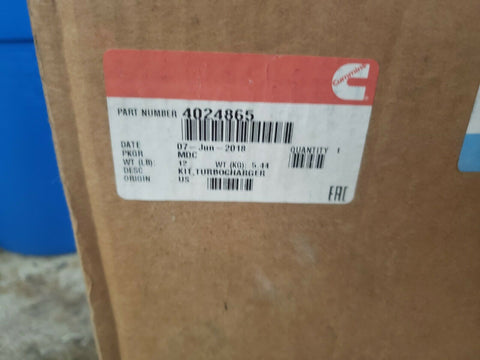 Cummins
PART NUMBER 4024865
DATE 07-Jun-2018 QUANTITY 1
PKGR MDC
WT (LB): 12 WT (KG): 5.44
DESC KIT,TURBOCHARGER
ORIGIN US
EAC